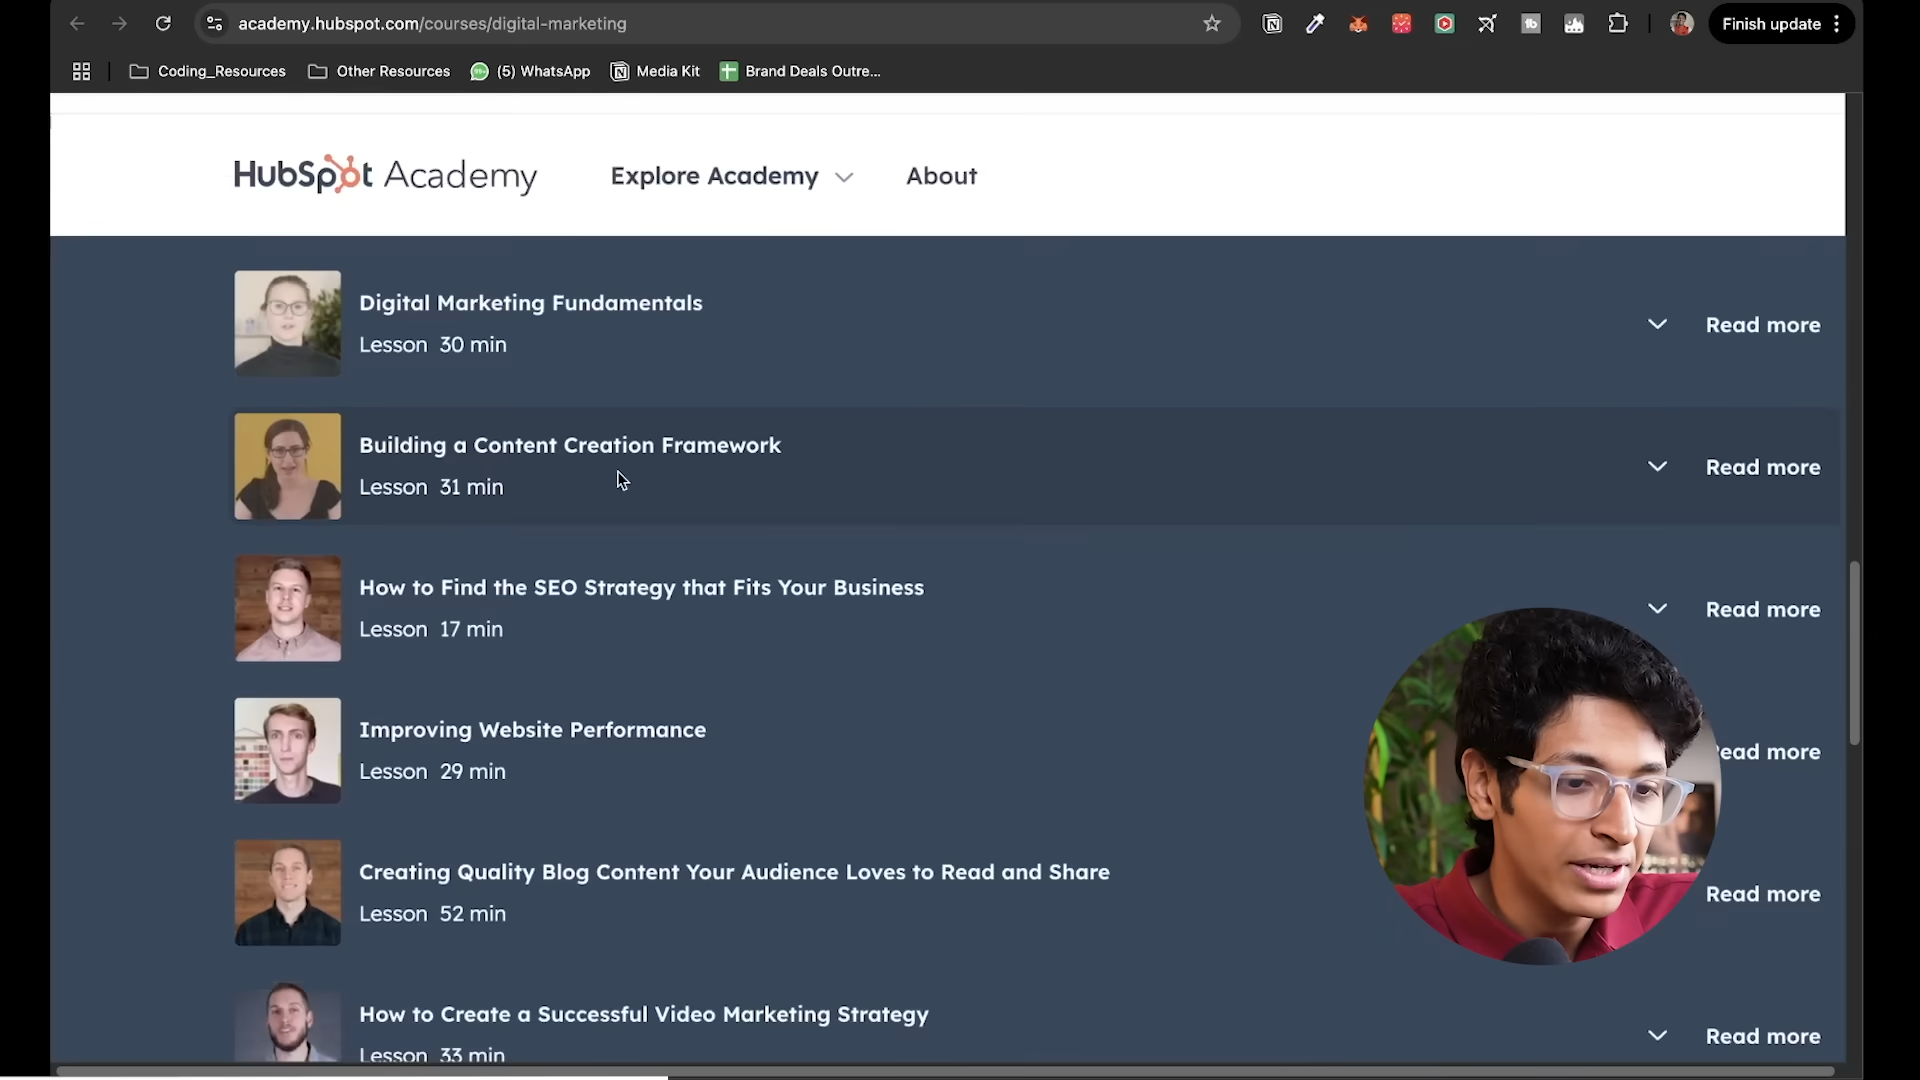 academy.hubspot.com/courses/digital-marketing
Finish update
Coding_Resources
Other Resources
(5) WhatsApp
Media Kit
Brand Deals Outre...
HubSpot Academy
Explore Academy
About
Digital Marketing Fundamentals
Read more
Lesson 30 min
Building a Content Creation Framework
Read more
Lesson 31 min
How to Find the SEO Strategy that Fits Your Business
Read more
Lesson 17 min
Improving Website Performance
ead more
Lesson 29 min
Creating Quality Blog Content Your Audience Loves to Read and Share
Read more
Lesson 52 min
How to Create a Successful Video Marketing Strategy
Read more
Lesson 33 min